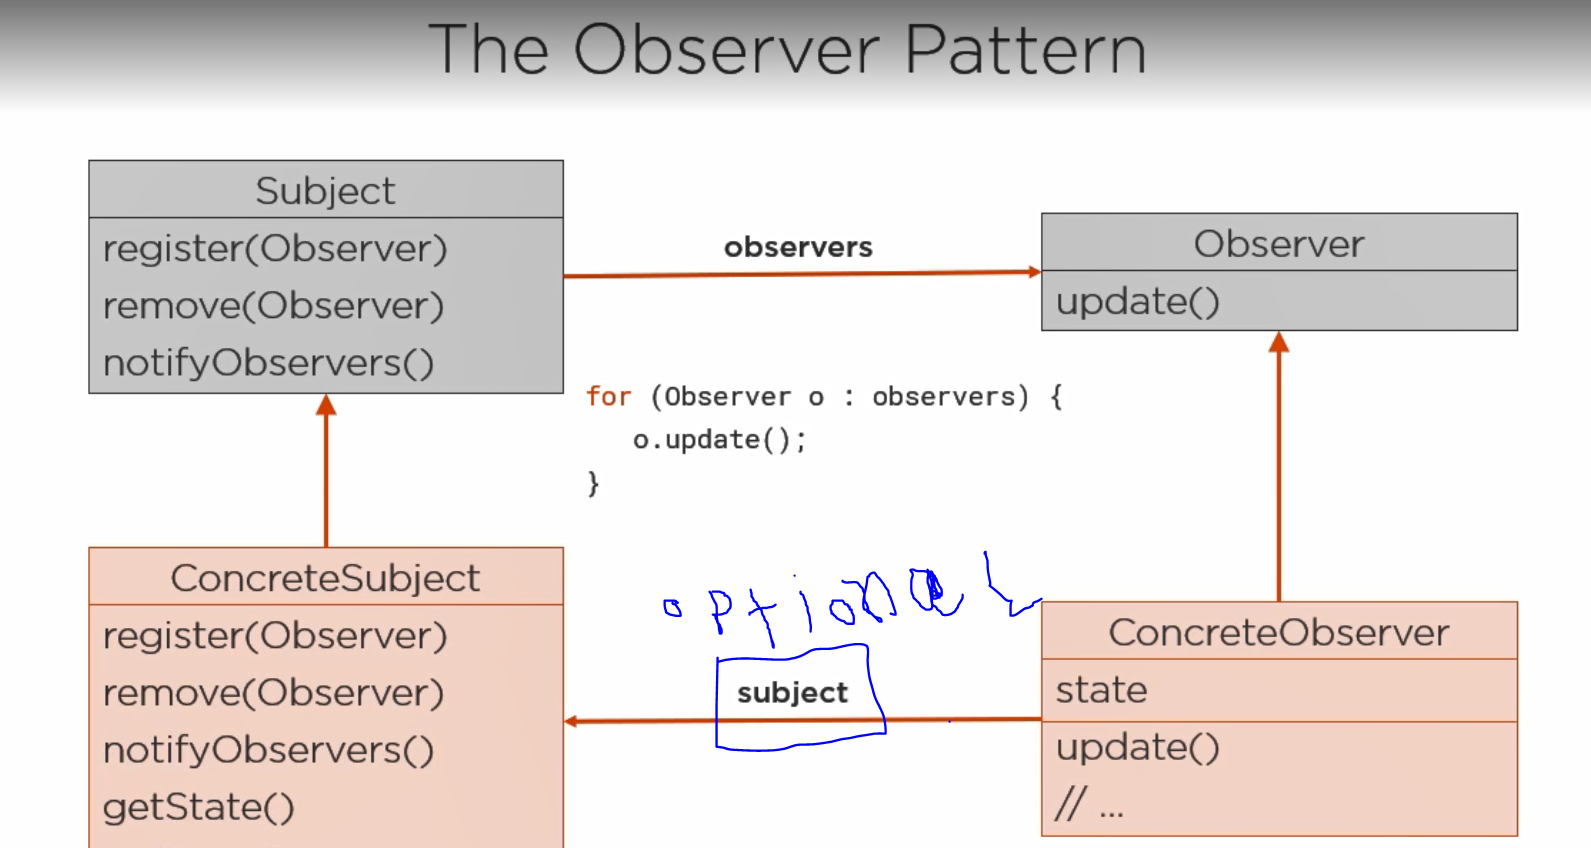 The Observer Pattern
Subject
register(Observer)
remove(Observer)
notifyObservers()
observers
Observer
update()
for (Observer o : observers) {
o.update();
}
optional
ConcreteSubject
register(Observer)
remove(Observer)
notifyObservers()
getState()
subject
ConcreteObserver
state
update()
// ...